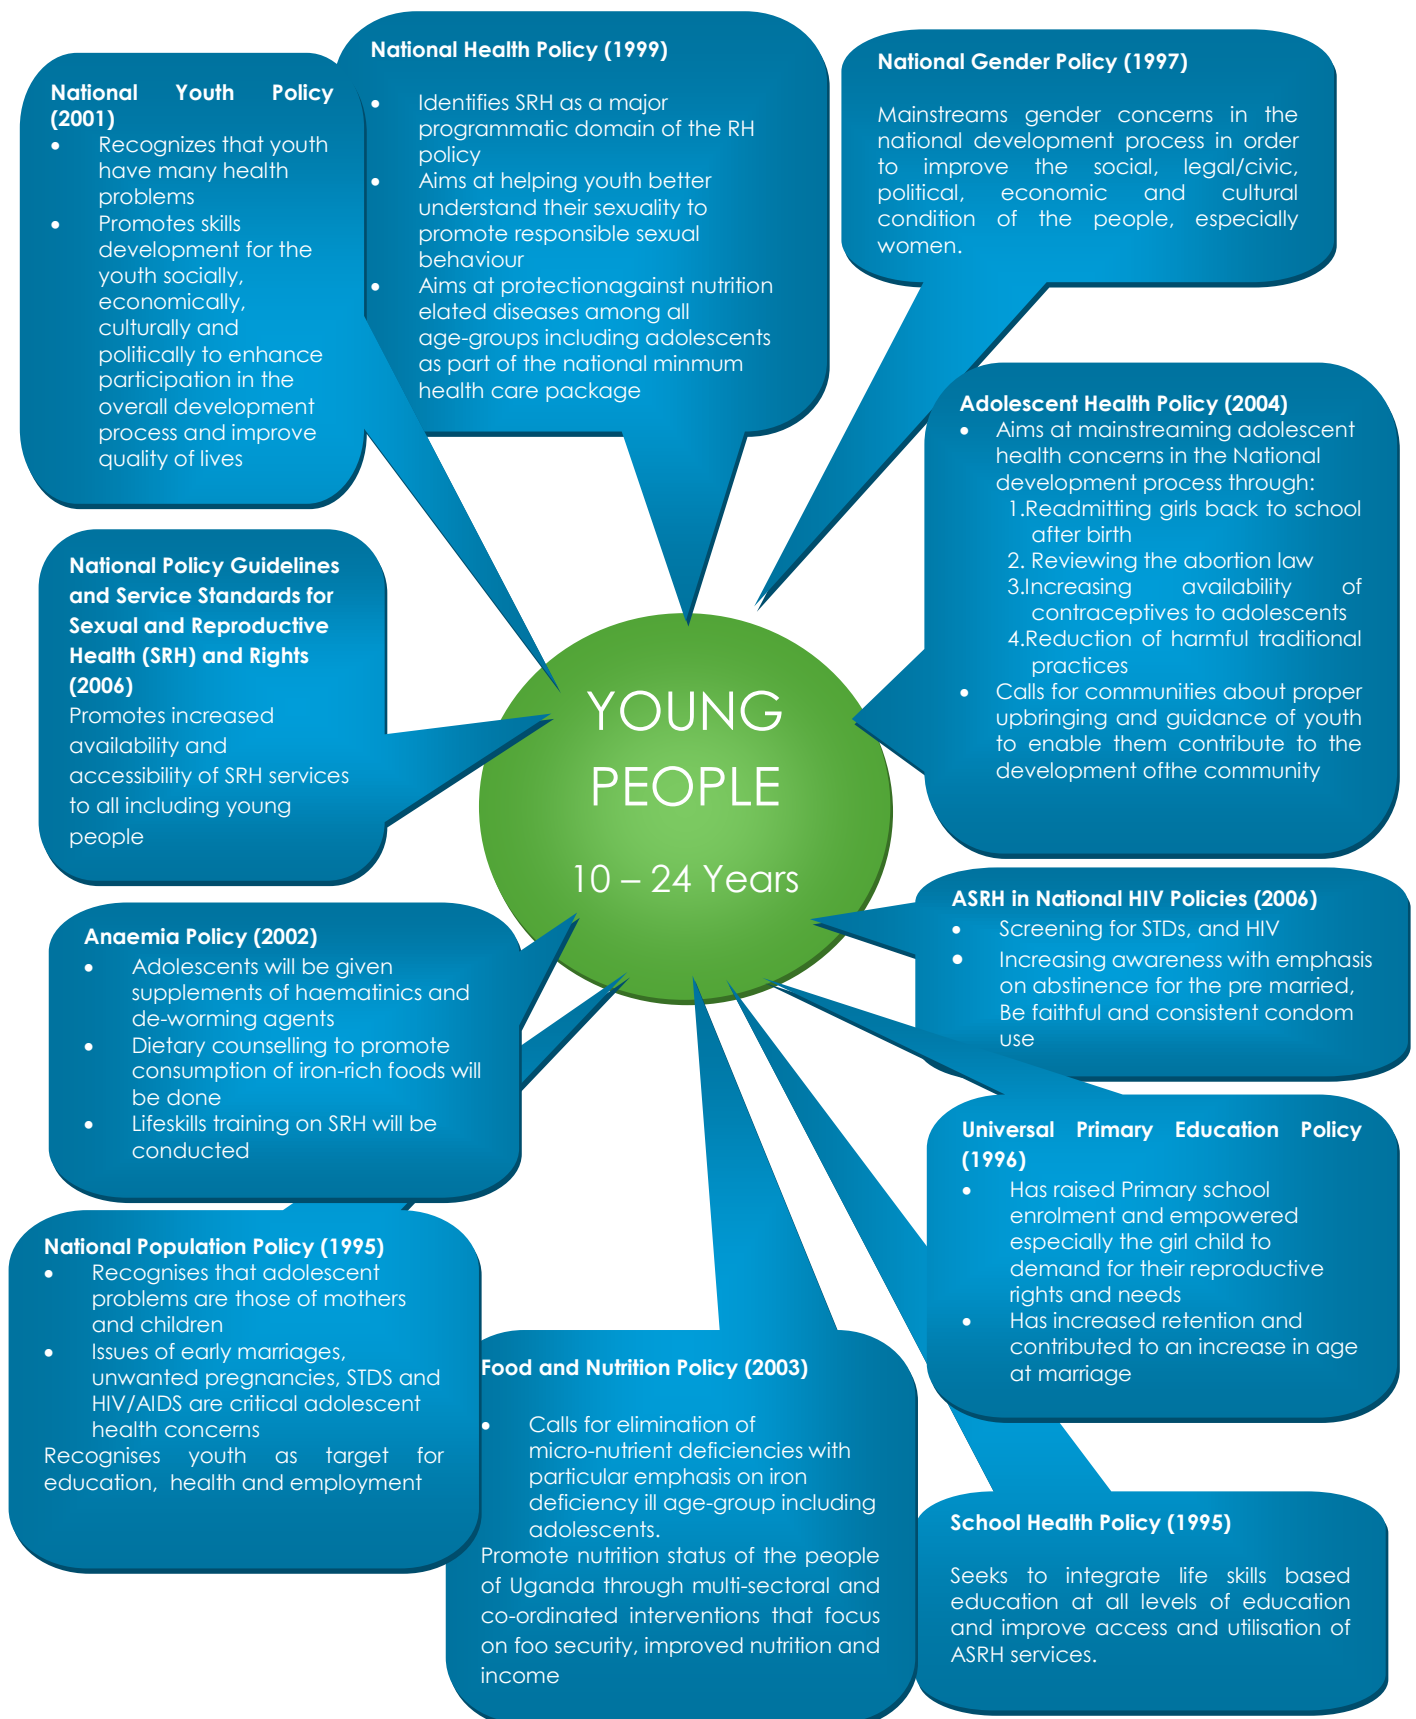 National Youth Policy
(2001)
• Recognizes that youth
have many health
problems
• Promotes skills
development for the
youth socially,
economically,
culturally and
politically to enhance
participation in the
overall development
process and improve
quality of lives
National Health Policy (1999)
• Identifies SRH as a major
programmatic domain of the RH
policy
• Aims at helping youth better
understand their sexuality to
promote responsible sexual
behaviour
• Aims at protectionagainst nutrition
elated diseases among all
age-groups including adolescents
as part of the national minmum
health care package
National Gender Policy (1997)
Mainstreams gender concerns in the
national development process in order
to improve the social, legal/civic,
political, economic and cultural
condition of the people, especially
women.
Adolescent Health Policy (2004)
• Aims at mainstreaming adolescent
health concerns in the National
development process through:
1.Readmitting girls back to school
after birth
2. Reviewing the abortion law
3.Increasing availability of
contraceptives to adolescents
4.Reduction of harmful traditional
practices
• Calls for communities about proper
upbringing and guidance of youth
to enable them contribute to the
development ofthe community
National Policy Guidelines
and Service Standards for
Sexual and Reproductive
Health (SRH) and Rights
(2006)
Promotes increased
availability and
accessibility of SRH services
to all including young
people
YOUNG
PEOPLE
10 – 24 Years
ASRH in National HIV Policies (2006)
• Screening for STDs, and HIV
• Increasing awareness with emphasis
on abstinence for the pre married,
Be faithful and consistent condom
use
Anaemia Policy (2002)
• Adolescents will be given
supplements of haematinics and
de-worming agents
• Dietary counselling to promote
consumption of iron-rich foods will
be done
• Lifeskills training on SRH will be
conducted
Universal Primary Education Policy
(1996)
• Has raised Primary school
enrolment and empowered
especially the girl child to
demand for their reproductive
rights and needs
• Has increased retention and
contributed to an increase in age
at marriage
National Population Policy (1995)
• Recognises that adolescent
problems are those of mothers
and children
• Issues of early marriages,
unwanted pregnancies, STDS and
HIV/AIDS are critical adolescent
health concerns
Recognises youth as target for
education, health and employment
Food and Nutrition Policy (2003)
• Calls for elimination of
micro-nutrient deficiencies with
particular emphasis on iron
deficiency ill age-group including
adolescents.
Promote nutrition status of the people
of Uganda through multi-sectoral and
co-ordinated interventions that focus
on foo security, improved nutrition and
income
School Health Policy (1995)
Seeks to integrate life skills based
education at all levels of education
and improve access and utilisation of
ASRH services.